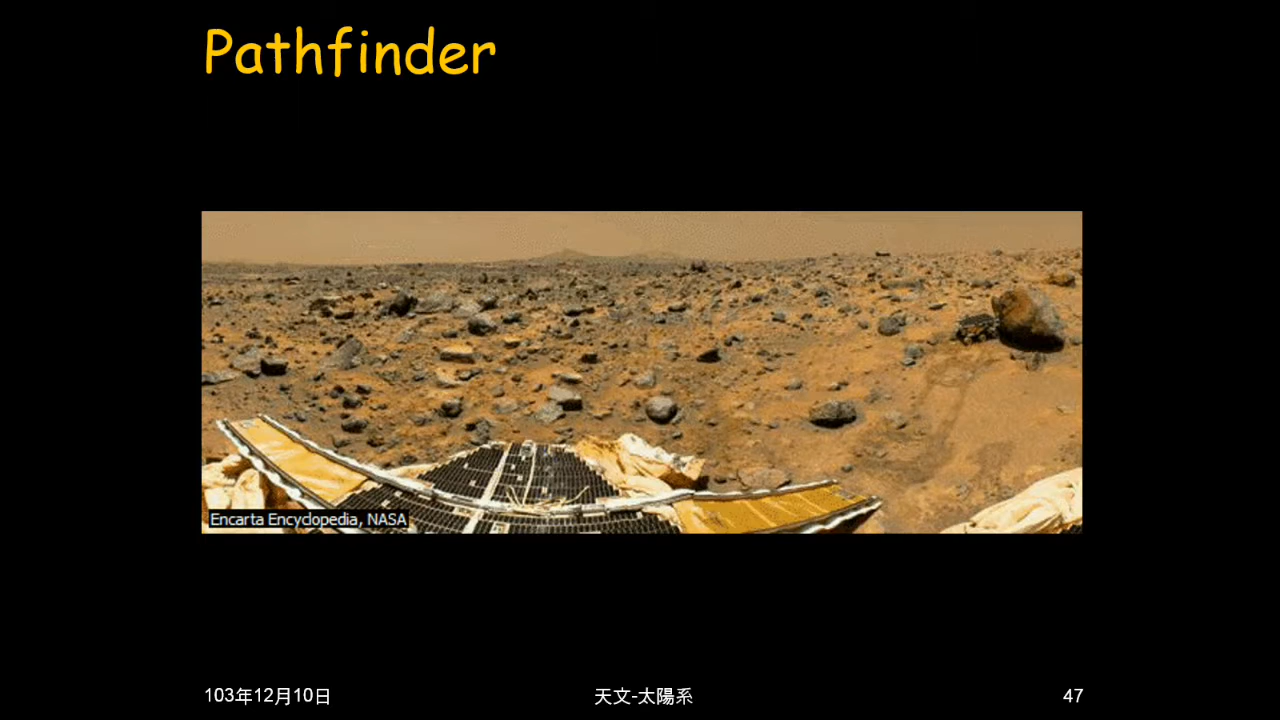 Pathfinder
Encarta Encyclopedia, NASA
103年12月10日
天文-太陽系
47